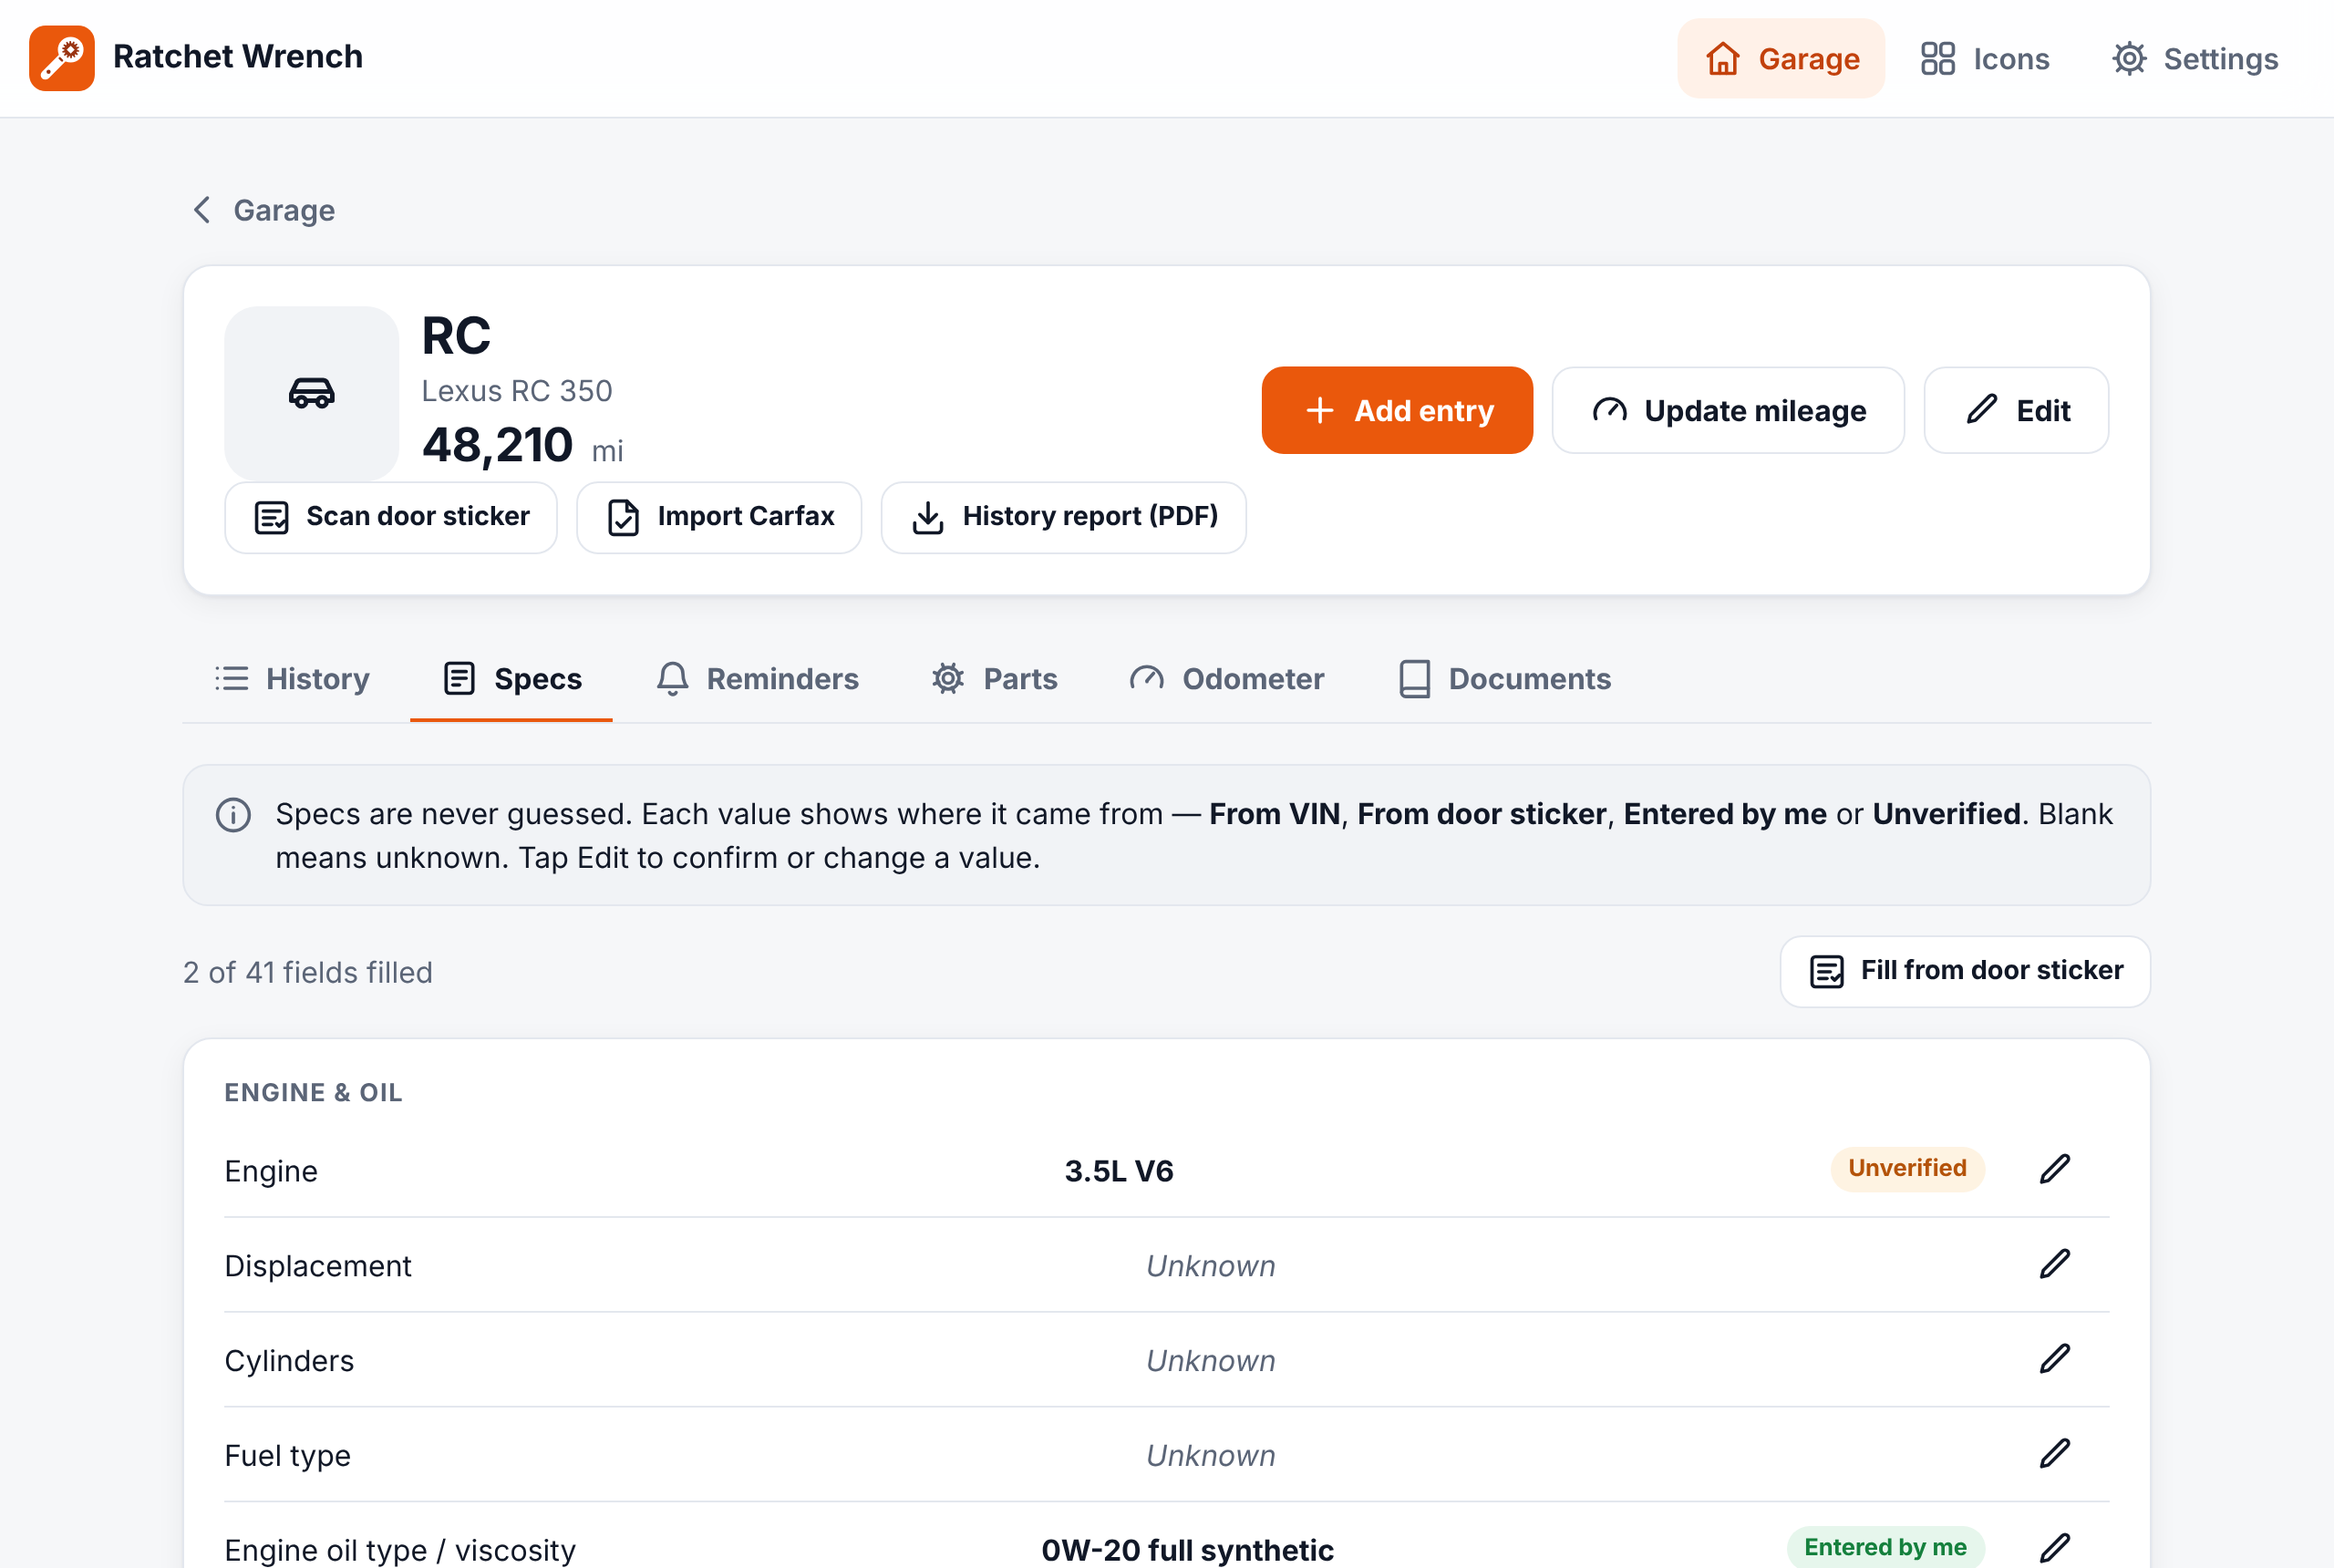 Ratchet Wrench
Garage
Icons
Settings
Garage
RC
Lexus RC 350
48,210 mi
Add entry
Update mileage
Edit
Scan door sticker
Import Carfax
History report (PDF)
History
Specs
Reminders
Parts
Odometer
Documents
Specs are never guessed. Each value shows where it came from — From VIN, From door sticker, Entered by me or Unverified. Blank
means unknown. Tap Edit to confirm or change a value.
2 of 41 fields filled
Fill from door sticker
ENGINE & OIL
Engine
3.5L V6
Unverified
Displacement
Unknown
Cylinders
Unknown
Fuel type
Unknown
Engine oil type / viscosity
0W-20 full synthetic
Entered by me